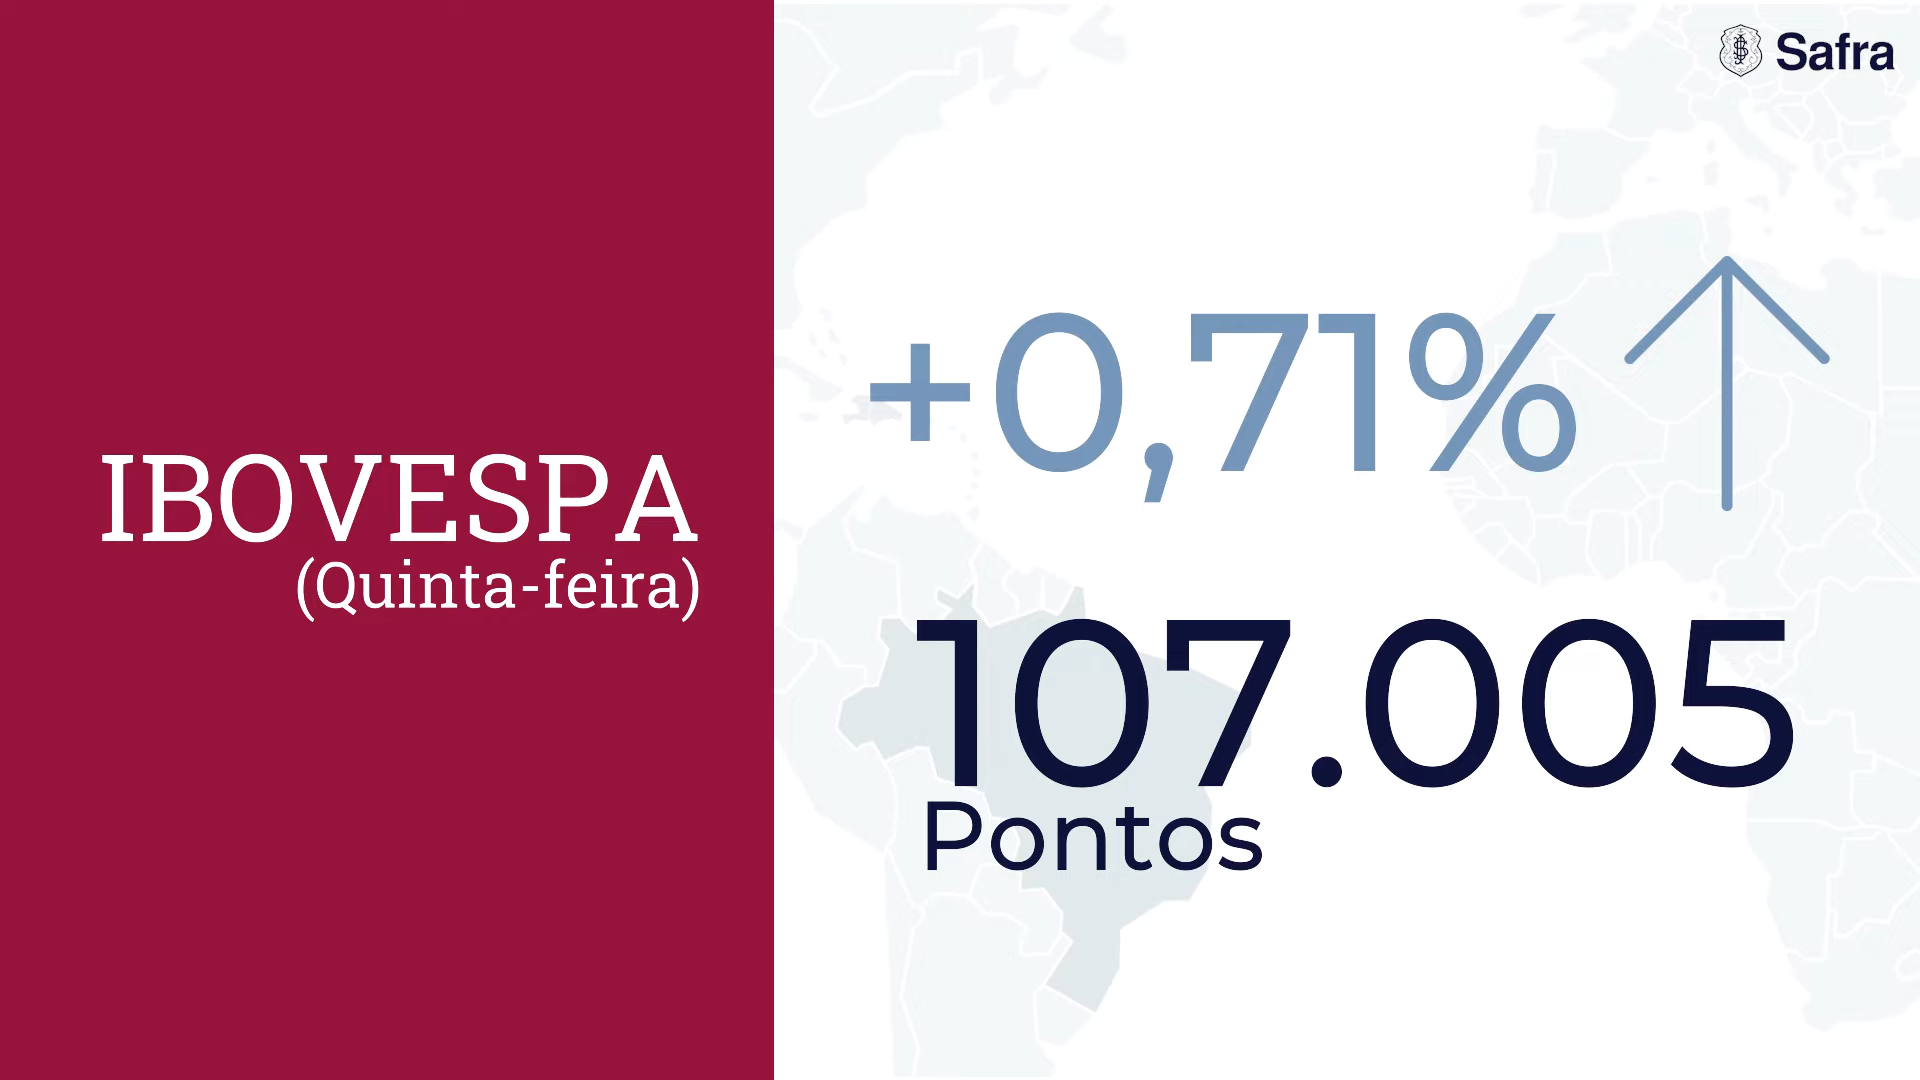 Safra
IBOVESPA
(Quinta-feira)
+0,71%
107.005
Pontos